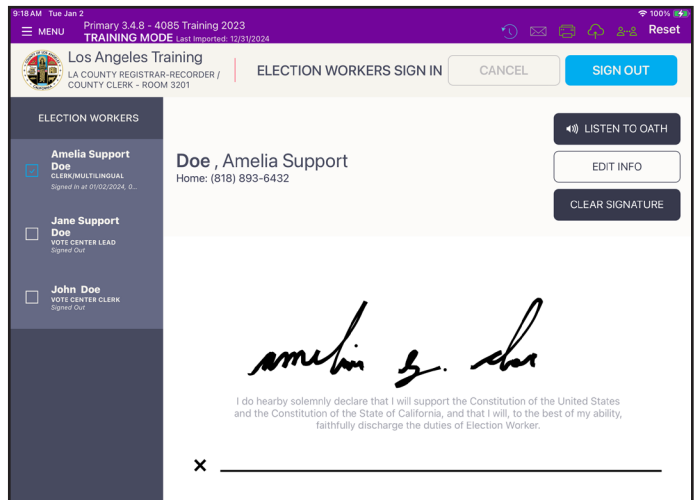 9:18 AM Tue Jan 2
100%
MENU
Primary 3.4.8 - 4085 Training 2023
TRAINING MODE Last Imported: 12/31/2024
Reset
Los Angeles Training
LA COUNTY REGISTRAR-RECORDER /
COUNTY CLERK - ROOM 3201
ELECTION WORKERS SIGN IN
CANCEL
SIGN OUT
ELECTION WORKERS
Amelia Support
Doe
CLERK/MULTILINGUAL
Signed In at 01/02/2024, 0...
Jane Support
Doe
VOTE CENTER LEAD
Signed Out
John Doe
VOTE CENTER CLERK
Signed Out
Doe , Amelia Support
Home: (818) 893-6432
LISTEN TO OATH
EDIT INFO
CLEAR SIGNATURE
I do hearby solemnly declare that I will support the Constitution of the United States
and the Constitution of the State of California, and that I will, to the best of my ability,
faithfully discharge the duties of Election Worker.
×